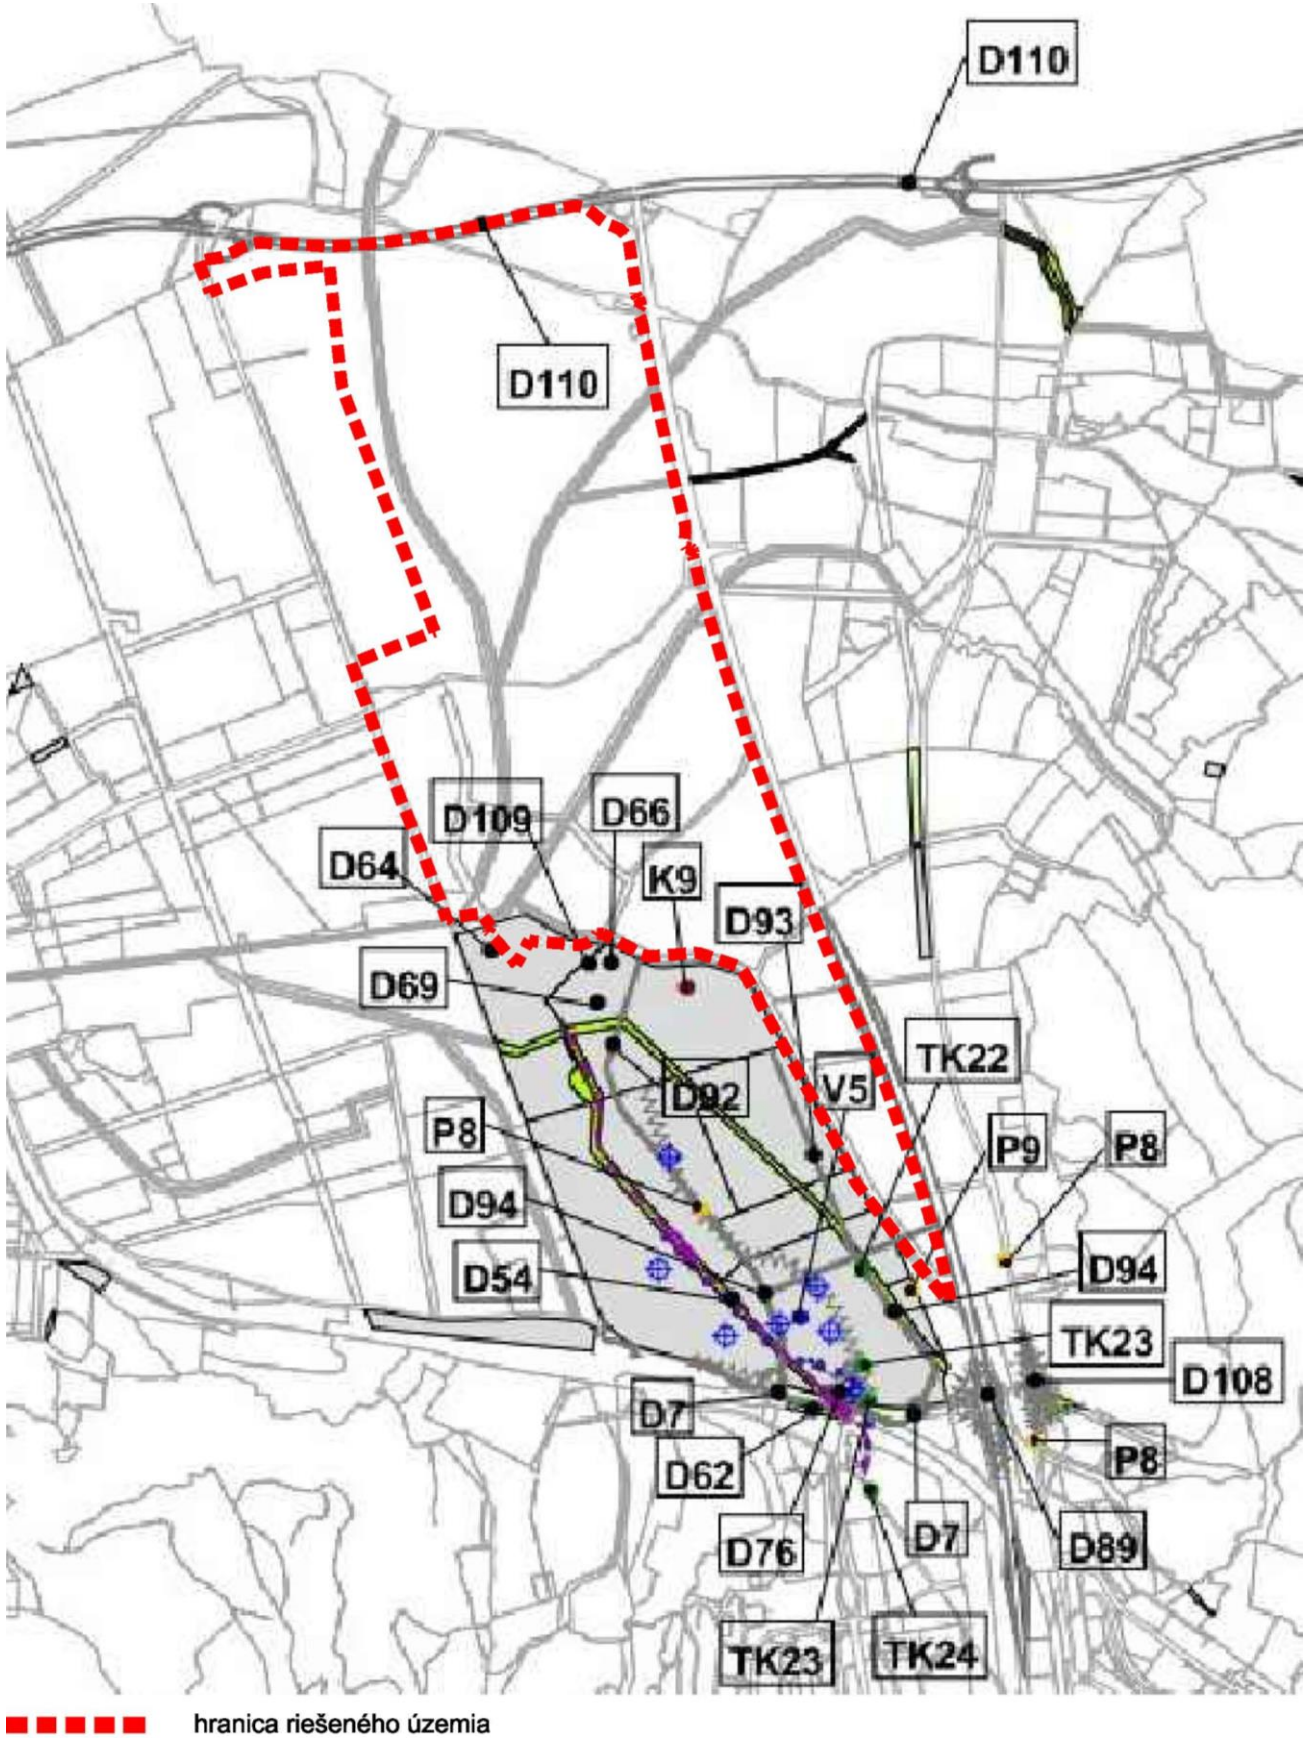 D110
D110
D109
D66
D64
K9
D93
D69
TK22
D92
V5
P8
P9
P8
D94
D54
D94
TK23
D108
D7
D62
P8
D76
D7
D89
TK23
TK24
hranica riešeného územia